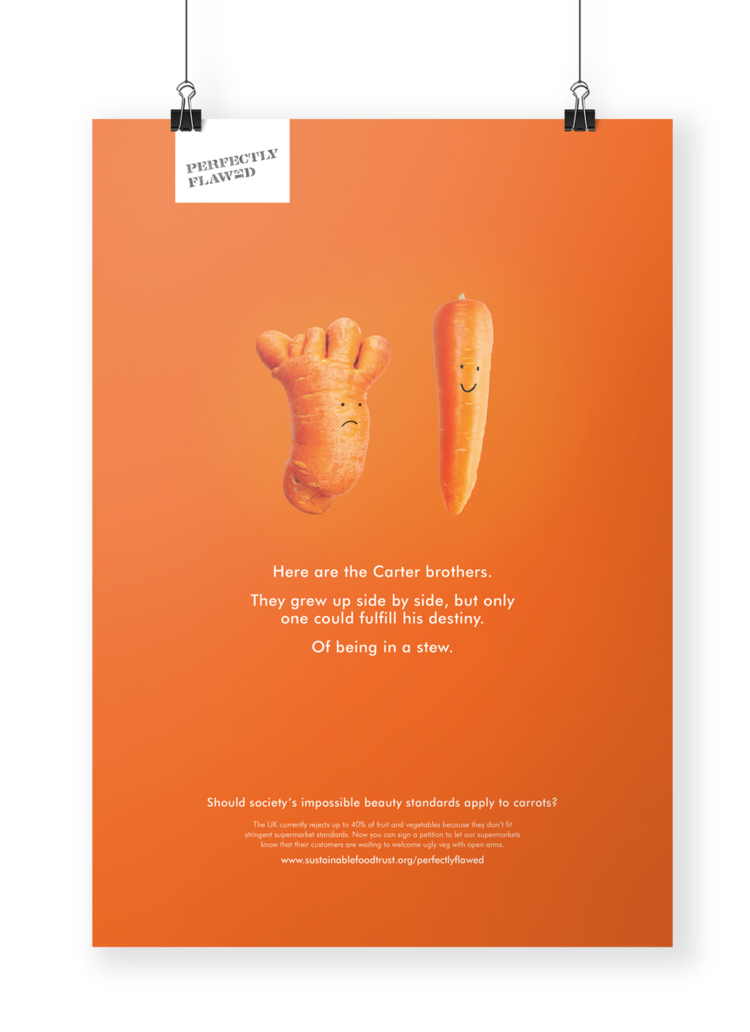 PERFECTLY
FLAWED
Here are the Carter brothers.
They grew up side by side, but only
one could fulfill his destiny.
Of being in a stew.
Should society's impossible beauty standards apply to carrots?
The UK currently rejects up to 40% of fruit and vegetables because they don't fit
stringent supermarket standards. Now you can sign a petition to let our supermarkets
know that their customers are waiting to welcome ugly veg with open arms.
www.sustainablefoodtrust.org/perfectlyflawed